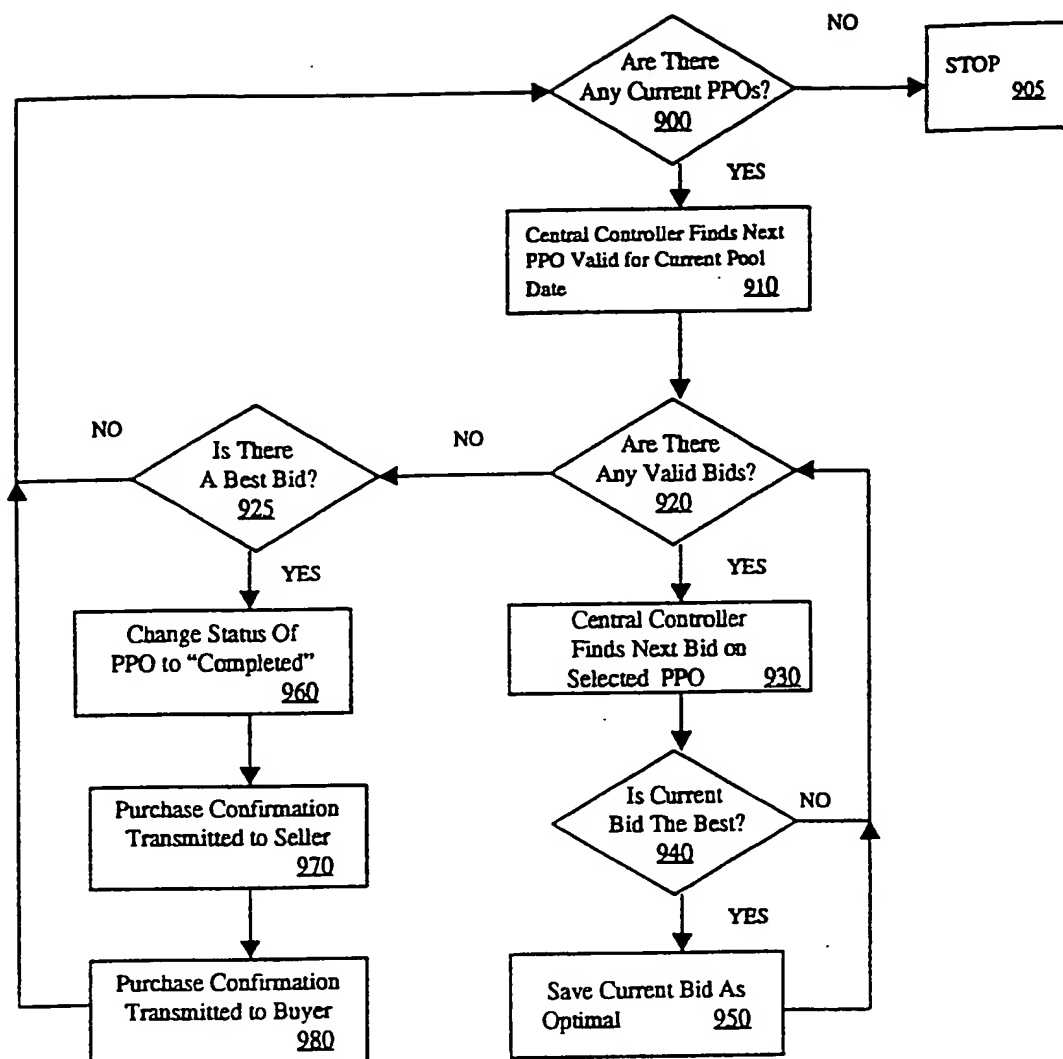 NO
Are There
Any Current PPOs?
900
STOP
905
YES
Central Controller Finds Next
PPO Valid for Current Pool
Date 910
NO
Is There
A Best Bid?
925
NO
Are There
Any Valid Bids?
920
YES
YES
Change Status Of
PPO to “Completed”
960
Central Controller
Finds Next Bid on
Selected PPO 930
Purchase Confirmation
Transmitted to Seller
970
Is Current
Bid The Best?
940
NO
YES
Purchase Confirmation
Transmitted to Buyer
980
Save Current Bid As
Optimal 950